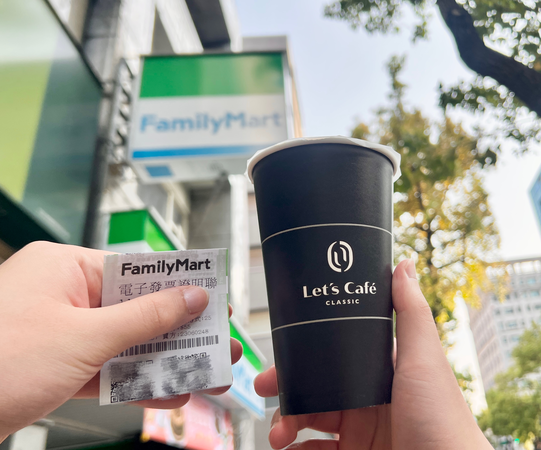 FamilyMart
FamilyMart
電子發票證明聯
Let's Café
CLASSIC